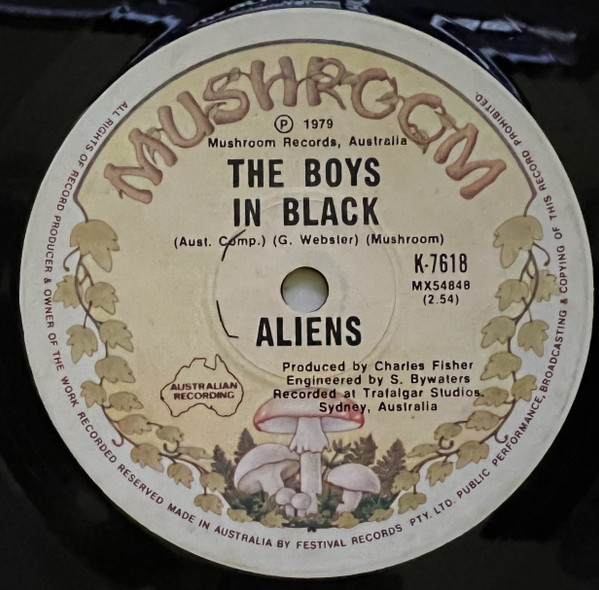 MUSHROOM
Ⓟ 1979
Mushroom Records, Australia
THE BOYS
IN BLACK
(Aust. Comp.) (G. Webster) (Mushroom)
K-7618
MX54848
(2.54)
ALIENS
AUSTRALIAN
RECORDING
Produced by Charles Fisher
Engineered by S. Bywaters
Recorded at Trafalgar Studios.
Sydney, Australia
ALL RIGHTS OF RECORD PRODUCER & OWNER OF THE WORK RECORDED RESERVED MADE IN AUSTRALIA BY FESTIVAL RECORDS PTY. LTD. PUBLIC PERFORMANCE, BROADCASTING & COPYING OF THIS RECORD PROHIBITED.